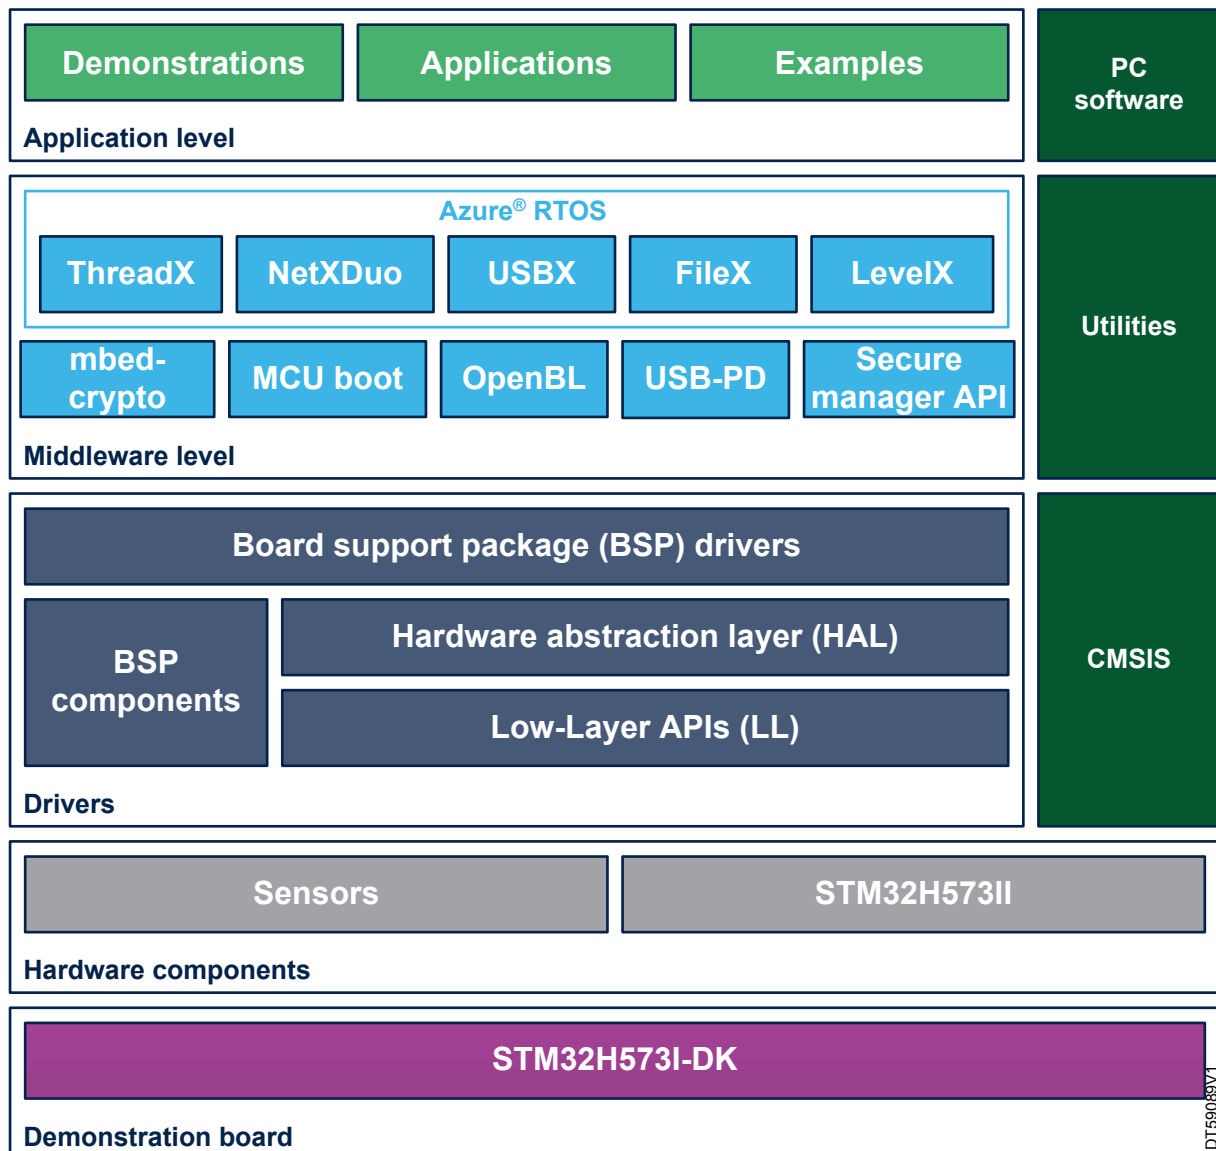 Demonstrations
Applications
Examples
Application level
PC
software
Azure® RTOS
ThreadX
NetXDuo
USBX
FileX
LevelX
mbed-
crypto
MCU boot
OpenBL
USB-PD
Secure
manager API
Middleware level
Utilities
Board support package (BSP) drivers
BSP
components
Hardware abstraction layer (HAL)
Low-Layer APIs (LL)
Drivers
CMSIS
Sensors
STM32H573II
Hardware components
STM32H573I-DK
Demonstration board
DT59089V1